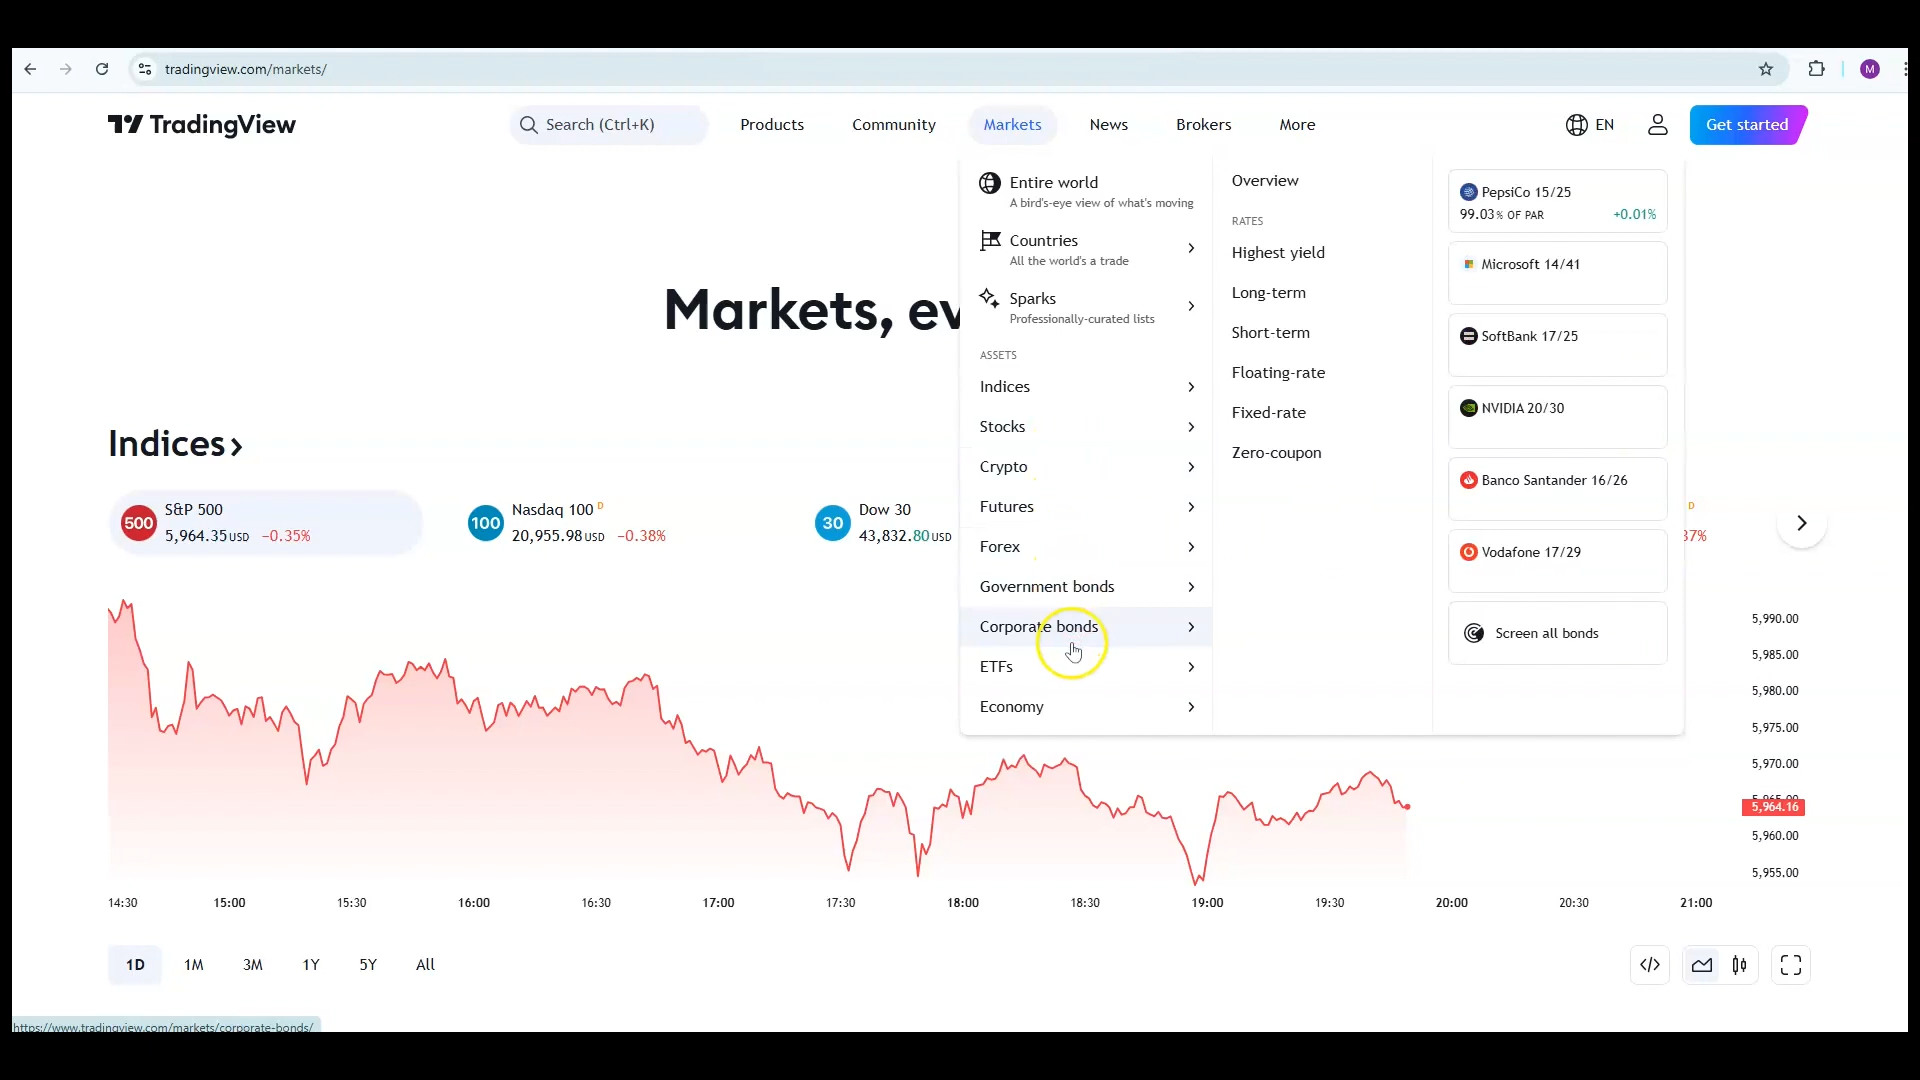 tradingview.com/markets/
M
TradingView
Search (Ctrl+K)
Products
Community
Markets
News
Brokers
More
EN
Get started
Entire world
A bird's-eye view of what's moving
Countries
All the world's a trade
Sparks
Professionally-curated lists
ASSETS
Indices
Stocks
Crypto
Futures
Forex
Government bonds
Corporate bonds
ETFs
Economy
Overview
RATES
Highest yield
Long-term
Short-term
Floating-rate
Fixed-rate
Zero-coupon
PepsiCo 15/25
99.03% OF PAR +0.01%
Microsoft 14/41
SoftBank 17/25
NVIDIA 20/30
Banco Santander 16/26
Vodafone 17/29
Screen all bonds
Markets, ev
Indices
500
S&P 500
5,964.35 USD −0.35%
100
Nasdaq 100 D
20,955.98 USD −0.38%
30
Dow 30
43,832.80 USD
D
37%
5,990.00
5,985.00
5,980.00
5,975.00
5,970.00
5,964.16
5,960.00
5,955.00
14:30 15:00 15:30 16:00 16:30 17:00 17:30 18:00 18:30 19:00 19:30 20:00 20:30 21:00
1D 1M 3M 1Y 5Y All
https://www.tradingview.com/markets/corporate-bonds/